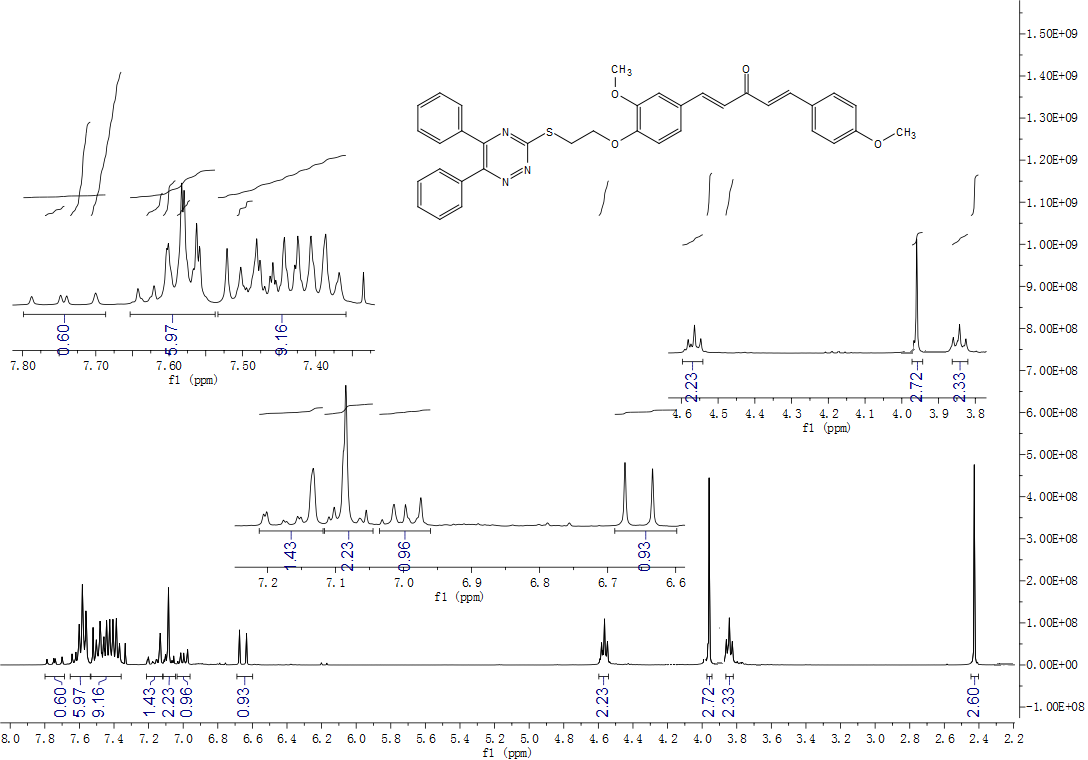 1.50E+09
1.40E+09
1.30E+09
1.20E+09
1.10E+09
1.00E+09
9.00E+08
8.00E+08
7.00E+08
6.00E+08
5.00E+08
4.00E+08
3.00E+08
2.00E+08
1.00E+08
0.00E+00
-1.00E+08
CH3
O
O
O
O
CH3
S
N
N
N
0.60
5.97
9.16
7.80 7.70 7.60 7.50 7.40
f1 (ppm)
2.23
2.72
2.33
4.6 4.5 4.4 4.3 4.2 4.1 4.0 3.9 3.8
f1 (ppm)
1.43
2.23
0.96
0.93
7.2 7.1 7.0 6.9 6.8 6.7 6.6
f1 (ppm)
0.60
5.97
9.16
1.43
2.23
0.96
0.93
2.23
2.72
2.33
2.60
8.0 7.8 7.6 7.4 7.2 7.0 6.8 6.6 6.4 6.2 6.0 5.8 5.6 5.4 5.2 5.0 4.8 4.6 4.4 4.2 4.0 3.8 3.6 3.4 3.2 3.0 2.8 2.6 2.4 2.2
f1 (ppm)